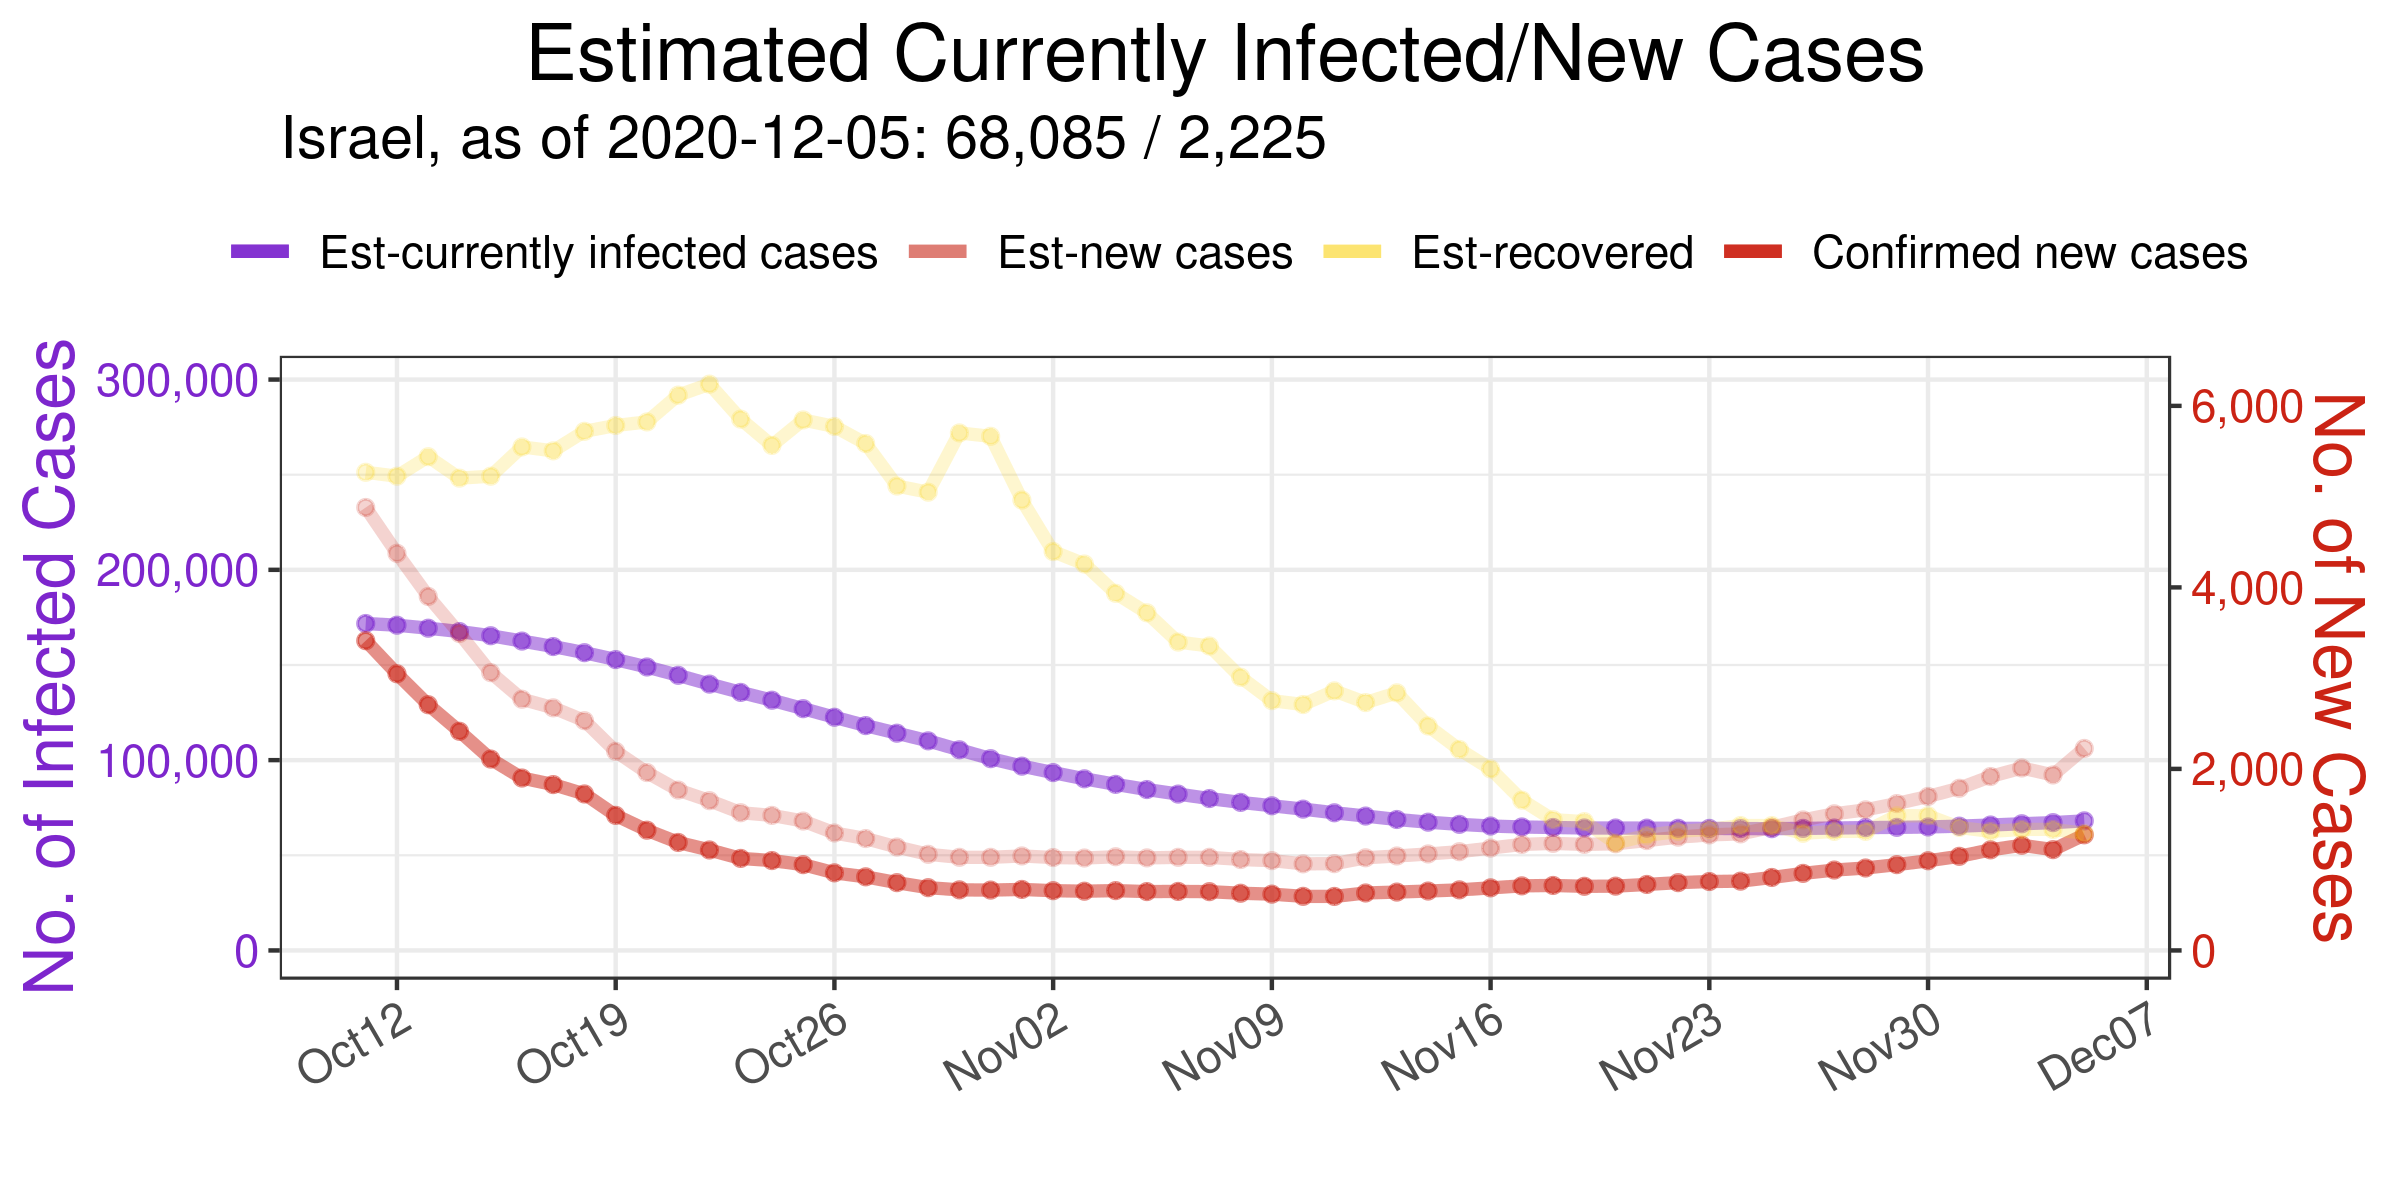 Estimated Currently Infected/New Cases
Israel, as of 2020-12-05: 68,085 / 2,225
Est-currently infected cases Est-new cases Est-recovered Confirmed new cases
No. of Infected Cases
300,000
200,000
100,000
0
6,000
4,000
2,000
0
No. of New Cases
Oct12 Oct19 Oct26 Nov02 Nov09 Nov16 Nov23 Nov30 Dec07